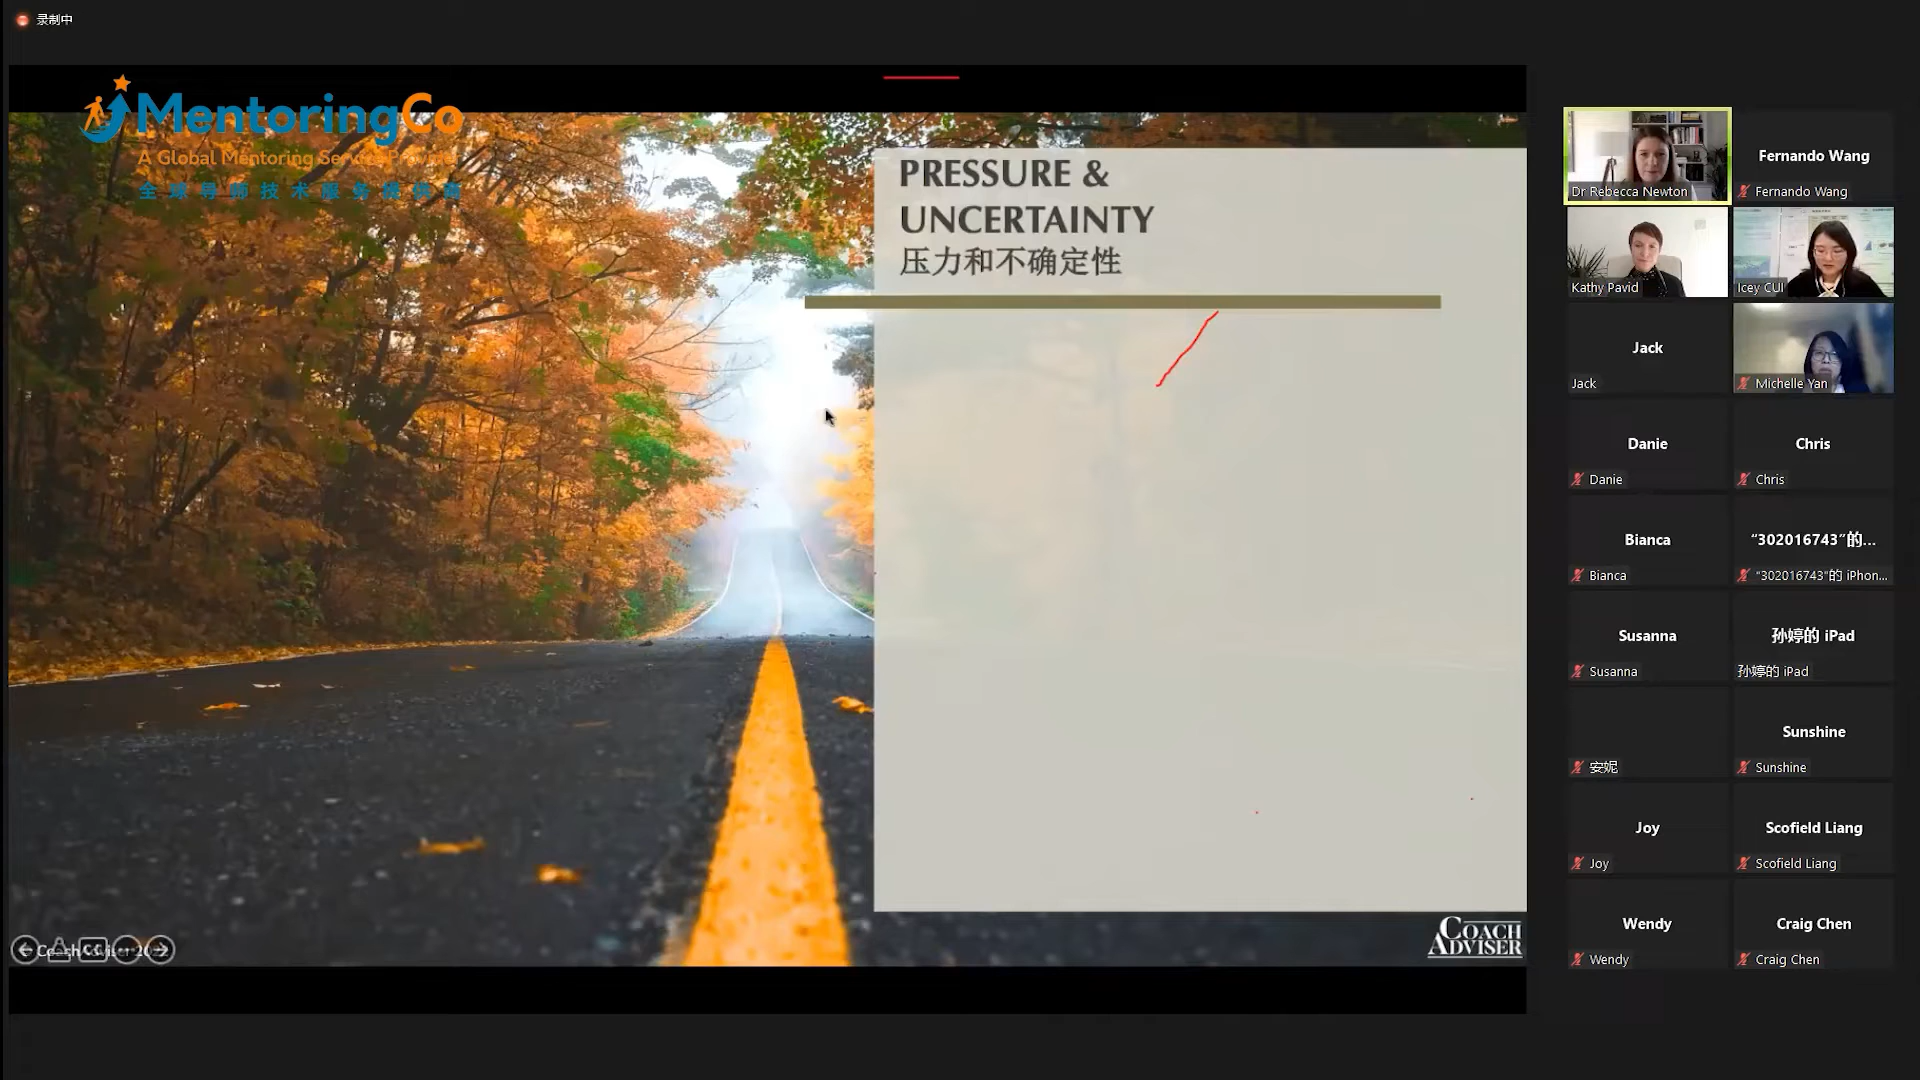 录制中
MentoringCo
A Global Mentoring Service Provider
全球导师技术服务提供商
PRESSURE &
UNCERTAINTY
压力和不确定性
CoachAdviser 2022
COACH
ADVISER
Dr Rebecca Newton
Fernando Wang
Fernando Wang
Kathy Pavid
Icey CUI
Jack
Jack
Michelle Yan
Danie
Danie
Chris
Chris
Bianca
Bianca
“302016743”的...
“302016743”的 iPhon...
Susanna
Susanna
孙婷的 iPad
孙婷的 iPad
安妮
Sunshine
Sunshine
Joy
Joy
Scofield Liang
Scofield Liang
Wendy
Wendy
Craig Chen
Craig Chen